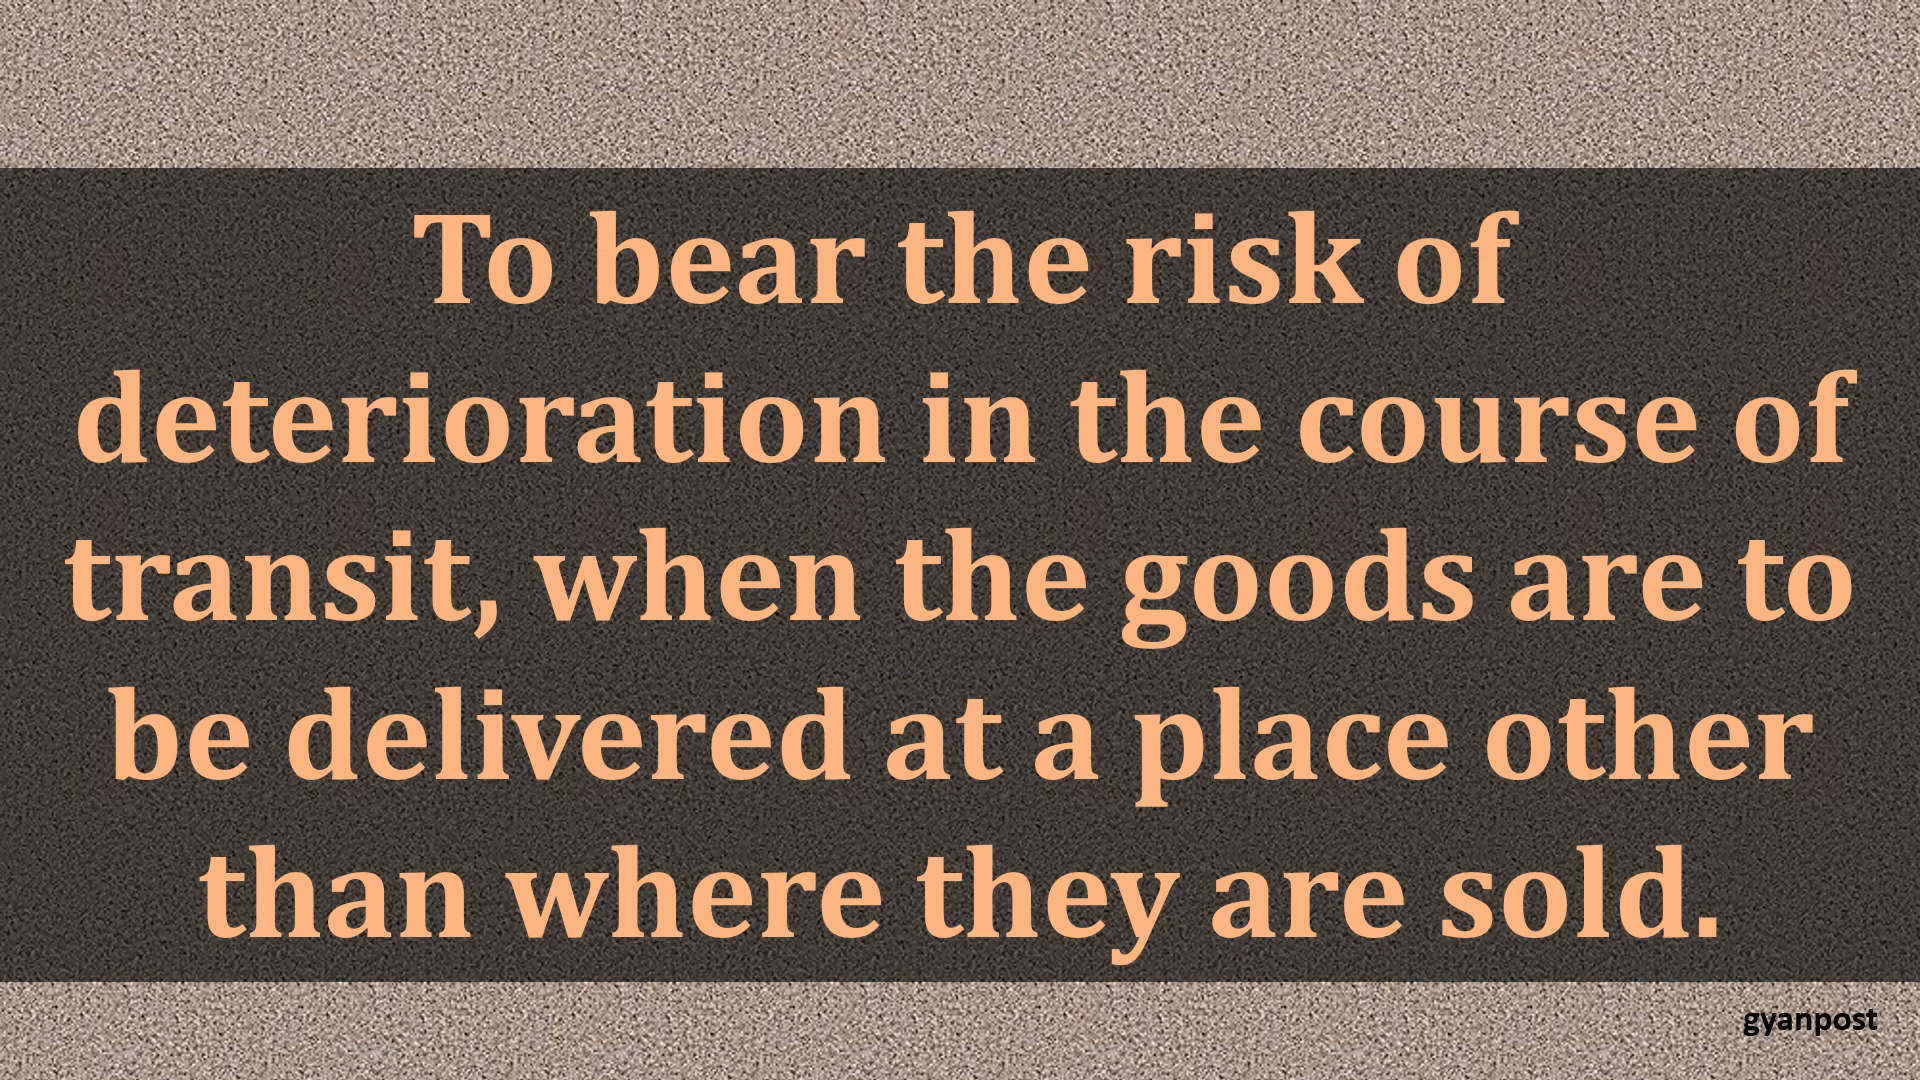 To bear the risk of
deterioration in the course of
transit, when the goods are to
be delivered at a place other
than where they are sold.
gyanpost